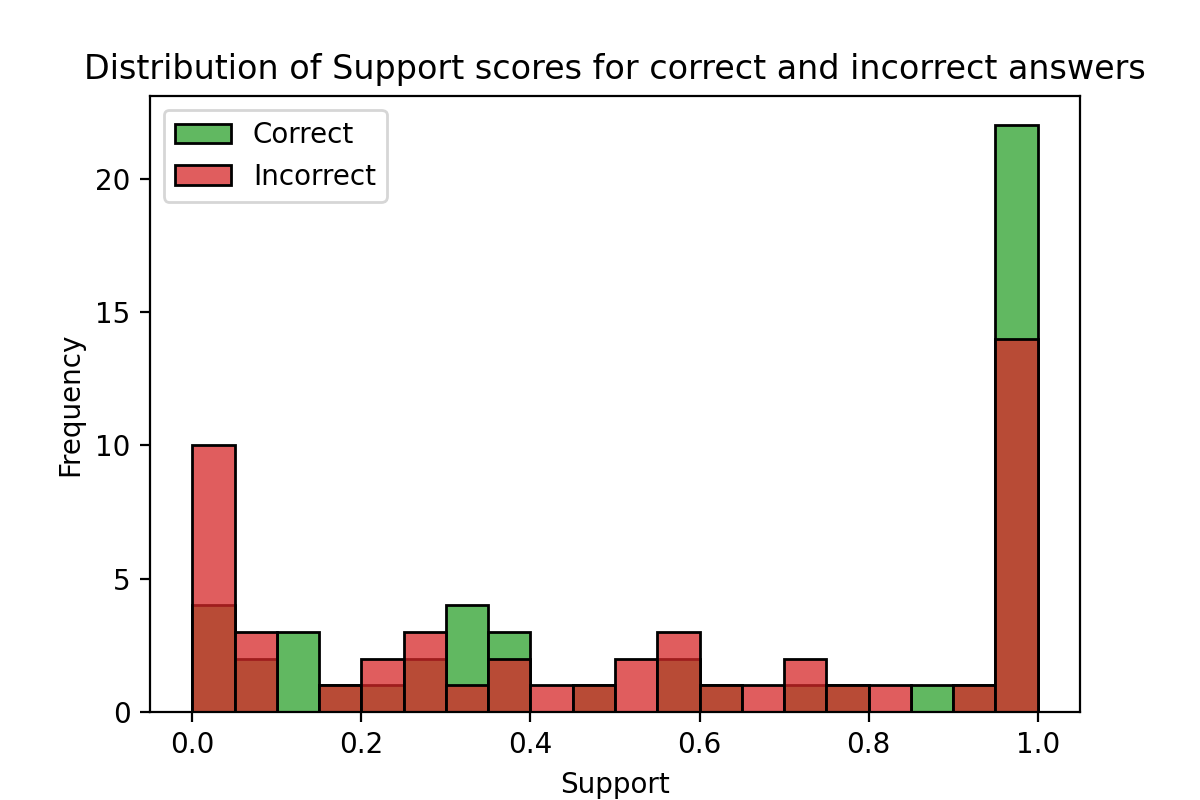 Distribution of Support scores for correct and incorrect answers
Correct
Incorrect
20
15
10
5
0
Frequency
0.0 0.2 0.4 0.6 0.8 1.0
Support